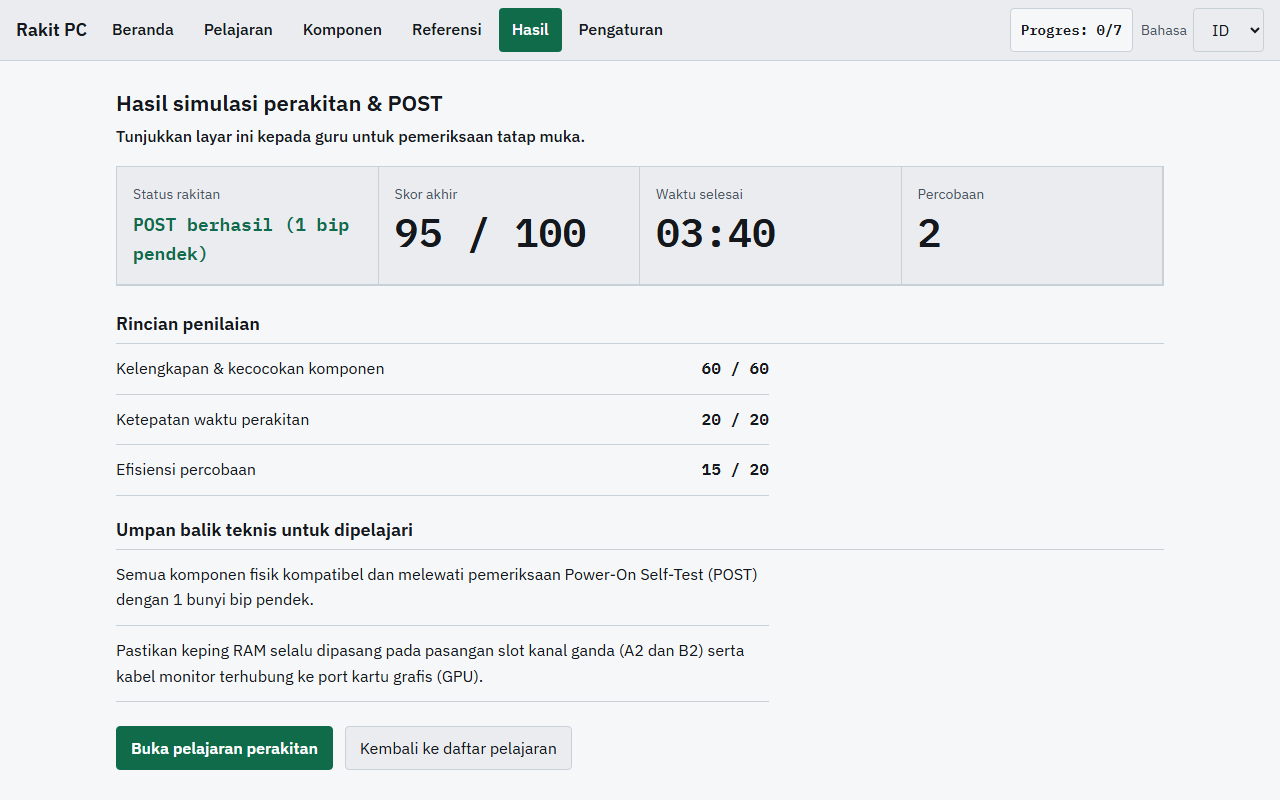 Rakit PC Beranda Pelajaran Komponen Referensi Hasil Pengaturan Progres: 0/7 Bahasa ID
Hasil simulasi perakitan & POST
Tunjukkan layar ini kepada guru untuk pemeriksaan tatap muka.
Status rakitan
POST berhasil (1 bip
pendek)
Skor akhir
95 / 100
Waktu selesai
03:40
Percobaan
2
Rincian penilaian
Kelengkapan & kecocokan komponen 60 / 60
Ketepatan waktu perakitan 20 / 20
Efisiensi percobaan 15 / 20
Umpan balik teknis untuk dipelajari
Semua komponen fisik kompatibel dan melewati pemeriksaan Power-On Self-Test (POST)
dengan 1 bunyi bip pendek.
Pastikan keping RAM selalu dipasang pada pasangan slot kanal ganda (A2 dan B2) serta
kabel monitor terhubung ke port kartu grafis (GPU).
Buka pelajaran perakitan Kembali ke daftar pelajaran